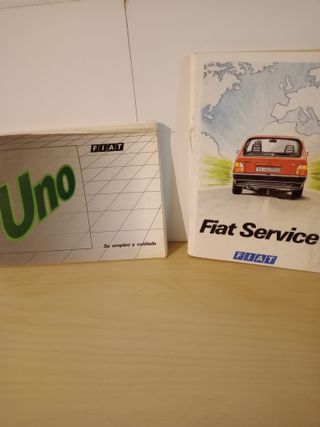 FIAT
Uno
Su empleo y cuidado
Fiat Service
FIAT